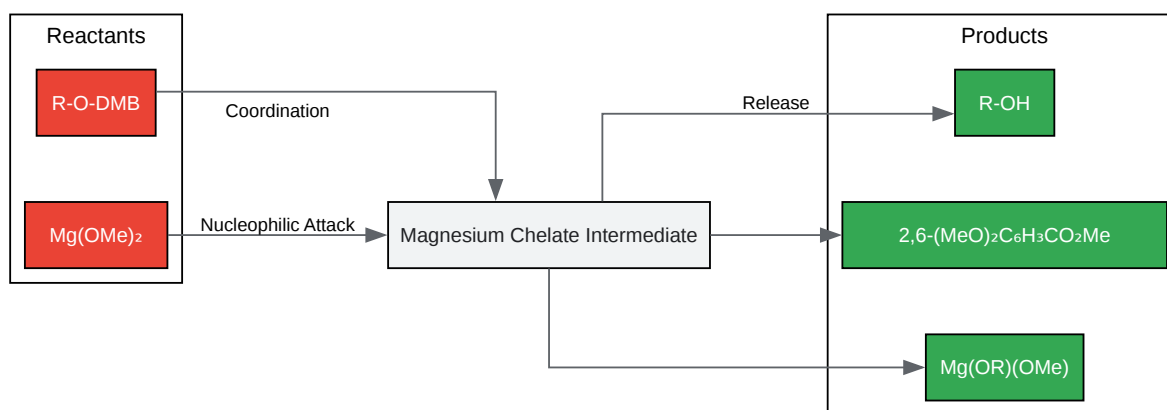 Reactants
Products
R-O-DMB
Coordination
Release
R-OH
Mg(OMe)₂
Nucleophilic Attack
Magnesium Chelate Intermediate
2,6-(MeO)₂C₆H₃CO₂Me
Mg(OR)(OMe)